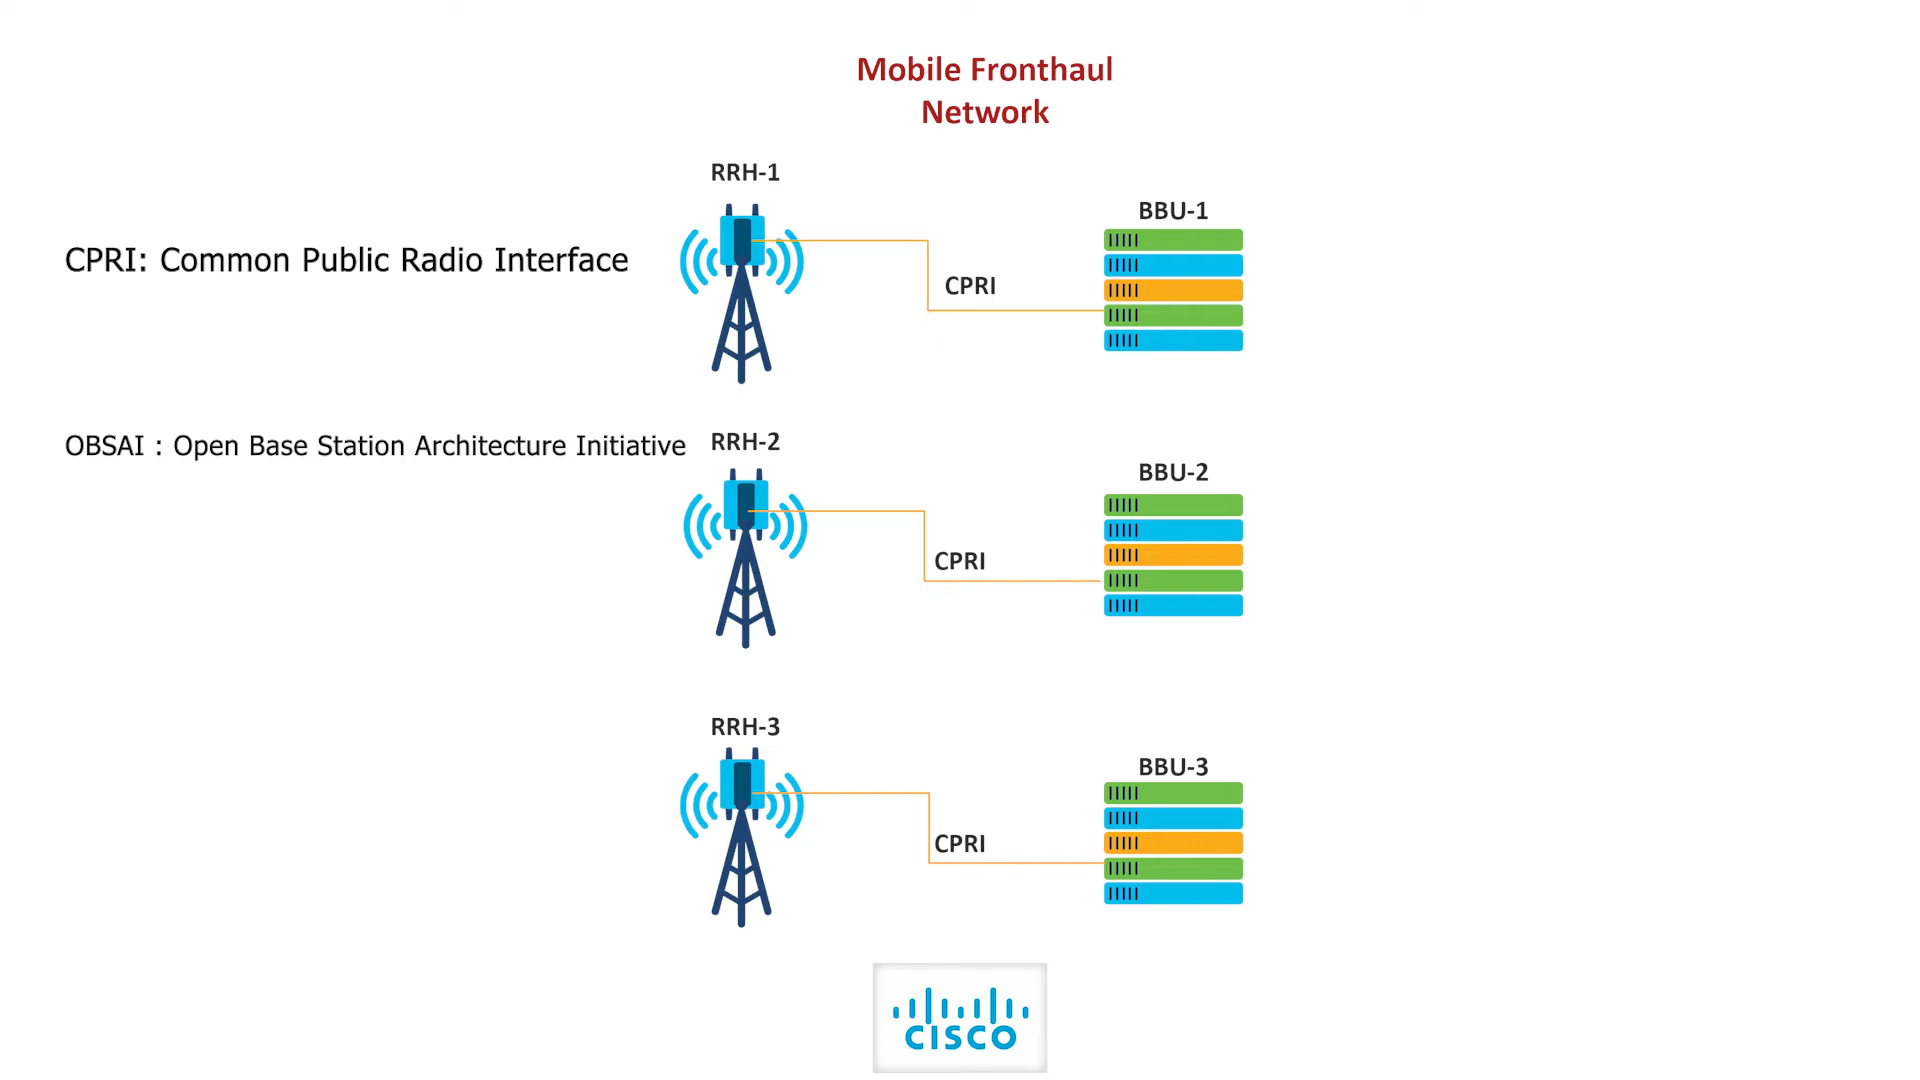 Mobile Fronthaul
Network
RRH-1
BBU-1
CPRI: Common Public Radio Interface
CPRI
OBSAI : Open Base Station Architecture Initiative
RRH-2
BBU-2
CPRI
RRH-3
BBU-3
CPRI
CISCO